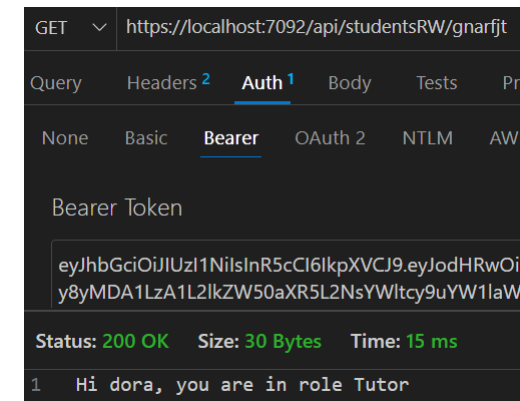 GET https://localhost:7092/api/studentsRW/gnarfjt
Query Headers 2 Auth 1 Body Tests Pr
None Basic Bearer OAuth 2 NTLM AW
Bearer Token
eyJhbGciOiJIUzI1NiIsInR5cCI6IkpXVCJ9.eyJodHRwOi
y8yMDA1LzA1L2lkZW50aXR5L2NsYWltcy9uYW1laW
Status: 200 OK Size: 30 Bytes Time: 15 ms
1 Hi dora, you are in role Tutor